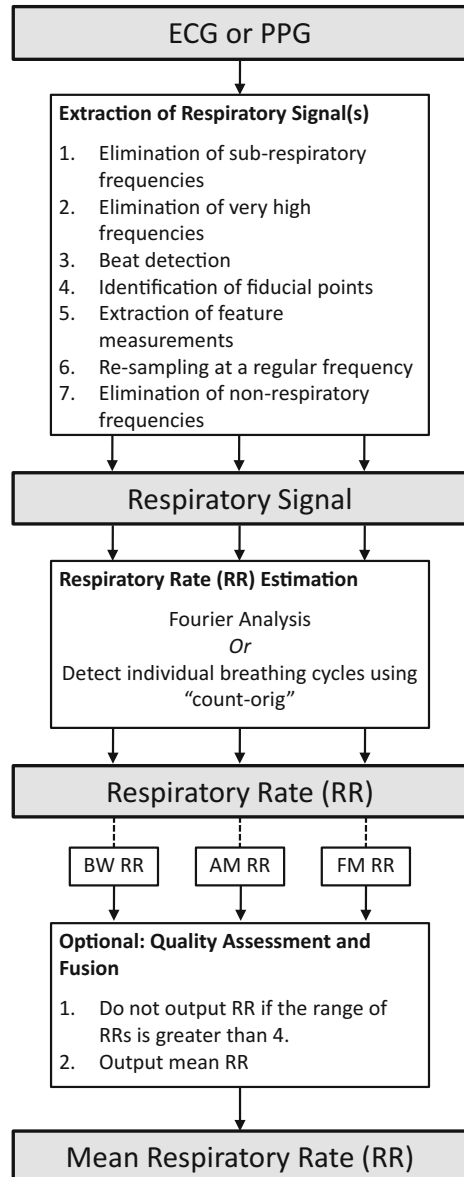 ECG or PPG
Extraction of Respiratory Signal(s)
1. Elimination of sub-respiratory
frequencies
2. Elimination of very high
frequencies
3. Beat detection
4. Identification of fiducial points
5. Extraction of feature
measurements
6. Re-sampling at a regular frequency
7. Elimination of non-respiratory
frequencies
Respiratory Signal
Respiratory Rate (RR) Estimation
Fourier Analysis
Or
Detect individual breathing cycles using
“count-orig”
Respiratory Rate (RR)
BW RR
AM RR
FM RR
Optional: Quality Assessment and
Fusion
1. Do not output RR if the range of
RRs is greater than 4.
2. Output mean RR
Mean Respiratory Rate (RR)